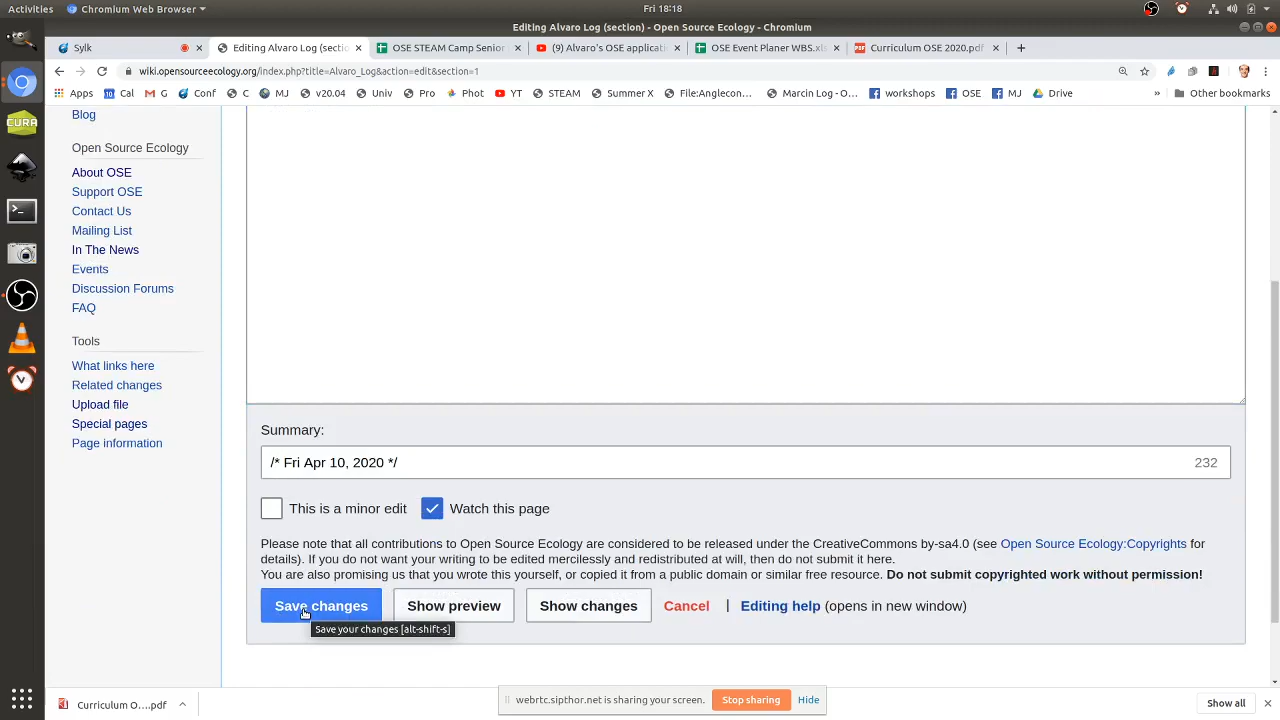 Activities
Chromium Web Browser
Fri 18:18
Editing Alvaro Log (section) - Open Source Ecology - Chromium
Sylk
Editing Alvaro Log (secti
OSE STEAM Camp Senior
(9) Alvaro's OSE applicati
OSE Event Planer WBS.xl
Curriculum OSE 2020.pdf
wiki.opensourceecology.org/index.php?title=Alvaro_Log&action=edit&section=1
Apps
Cal
G
Conf
C
MJ
v20.04
Univ
Pro
Phot
YT
STEAM
Summer X
File:Anglecon...
Marcin Log - O...
workshops
OSE
MJ
Drive
»
Other bookmarks
CURA
Blog
Open Source Ecology
About OSE
Support OSE
Contact Us
Mailing List
In The News
Events
Discussion Forums
FAQ
Tools
What links here
Related changes
Upload file
Special pages
Page information
Summary:
/* Fri Apr 10, 2020 */
232
This is a minor edit
Watch this page
Please note that all contributions to Open Source Ecology are considered to be released under the CreativeCommons by-sa4.0 (see Open Source Ecology:Copyrights for
details). If you do not want your writing to be edited mercilessly and redistributed at will, then do not submit it here.
You are also promising us that you wrote this yourself, or copied it from a public domain or similar free resource. Do not submit copyrighted work without permission!
Save changes
Show preview
Show changes
Cancel
|
Editing help (opens in new window)
Save your changes [alt-shift-s]
webrtc.sipthor.net is sharing your screen.
Stop sharing
Hide
Curriculum O....pdf
Show all